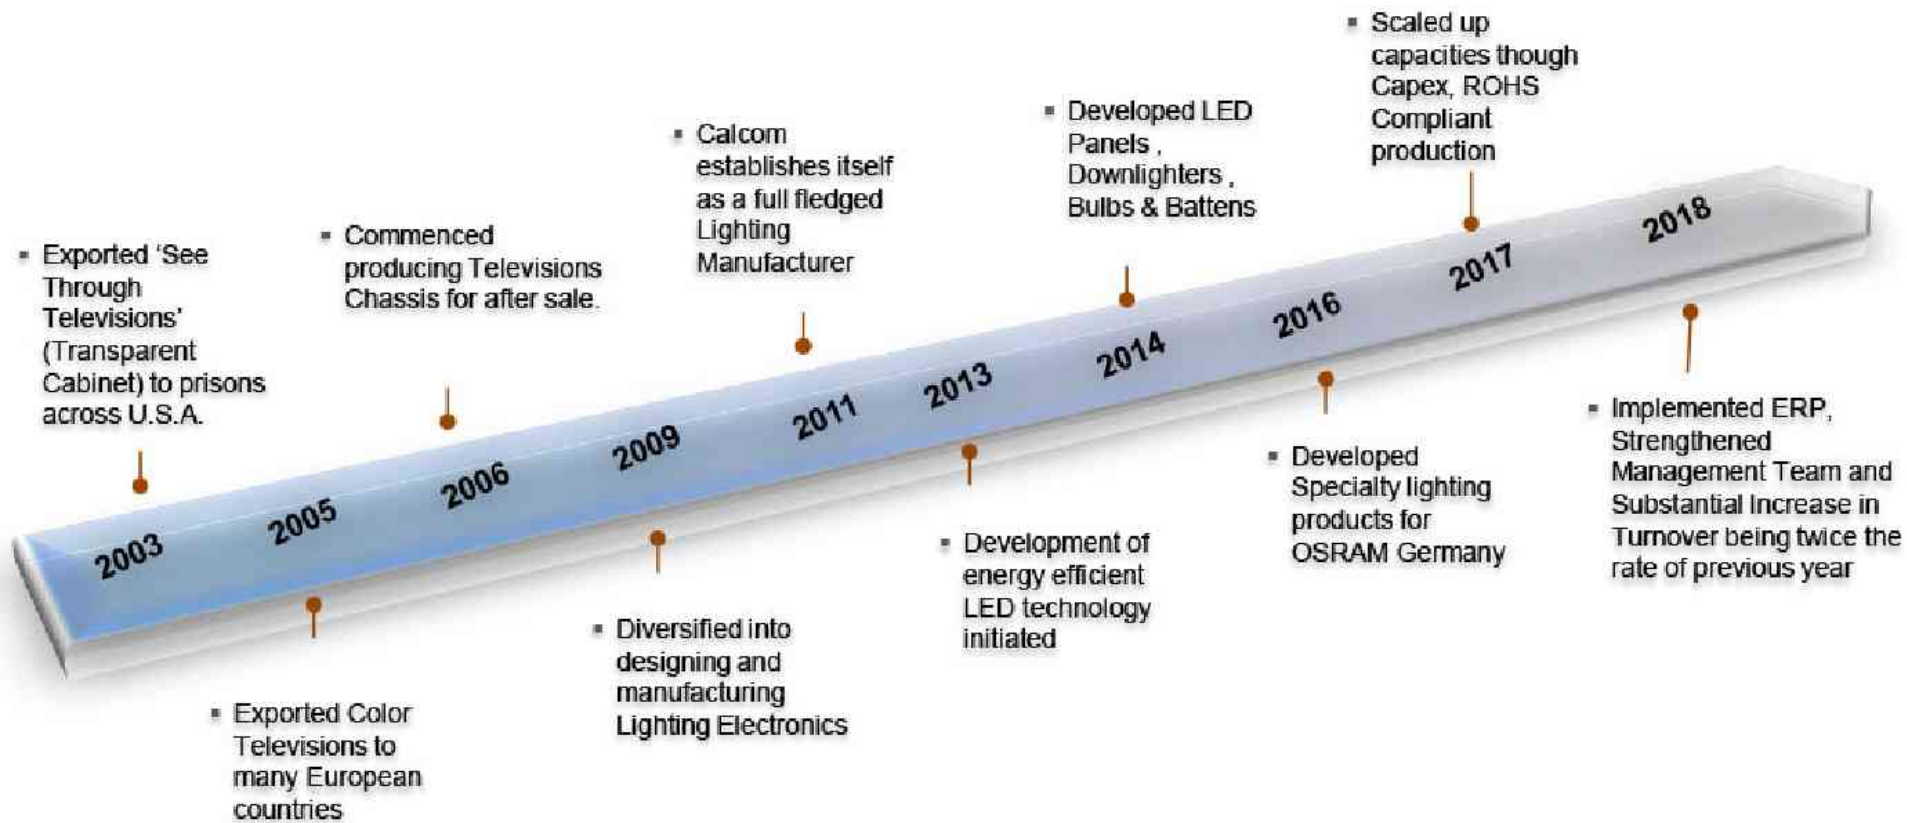 ▪ Exported ‘See
Through
Televisions’
(Transparent
Cabinet) to prisons
across U.S.A.
2003
2005
▪ Exported Color
Televisions to
many European
countries
▪ Commenced
producing Televisions
Chassis for after sale.
2006
2009
▪ Diversified into
designing and
manufacturing
Lighting Electronics
▪ Calcom
establishes itself
as a full fledged
Lighting
Manufacturer
2011
2013
▪ Development of
energy efficient
LED technology
initiated
▪ Developed LED
Panels ,
Downlighters ,
Bulbs & Battens
2014
2016
▪ Developed
Specialty lighting
products for
OSRAM Germany
▪ Scaled up
capacities though
Capex, ROHS
Compliant
production
2017
2018
▪ Implemented ERP,
Strengthened
Management Team and
Substantial Increase in
Turnover being twice the
rate of previous year